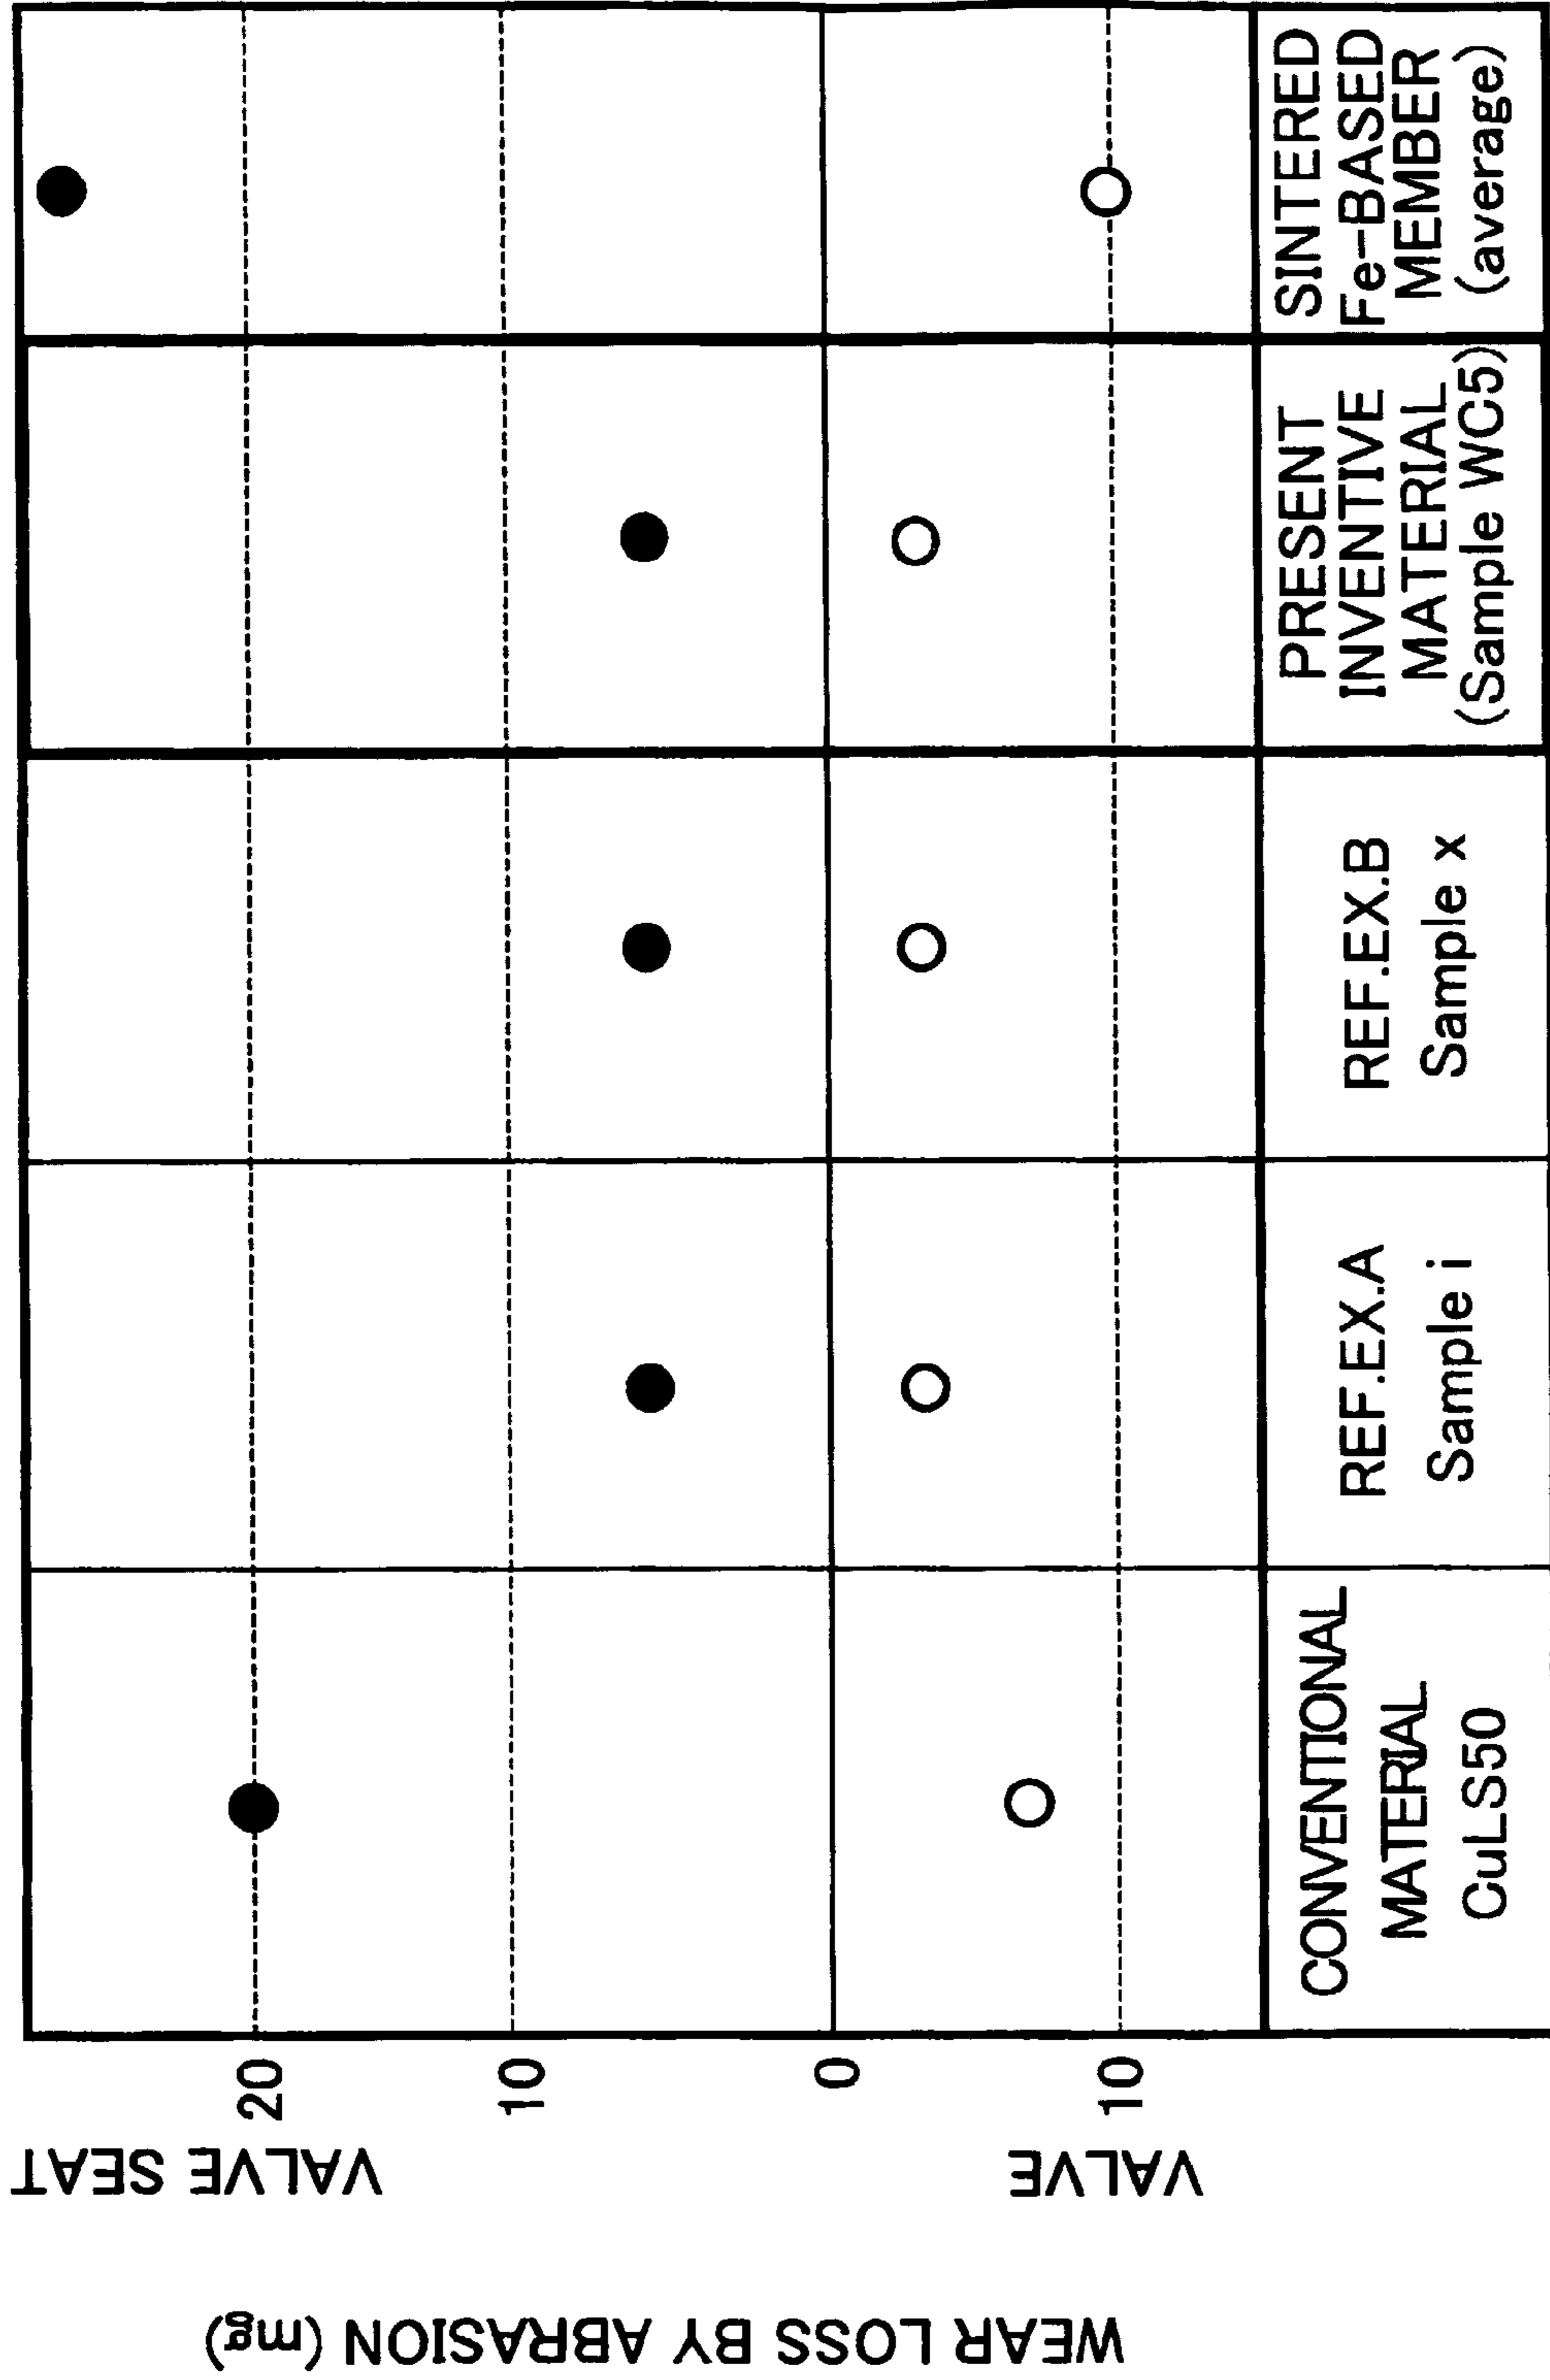 WEAR LOSS BY ABRASION (mg)
VALVE SEAT
VALVE
20
10
0
10
CONVENTIONAL
MATERIAL
CuLS50
REF.EX.A
Sample i
REF.EX.B
Sample x
PRESENT
INVENTIVE
MATERIAL
(Sample WC5)
SINTERED
Fe-BASED
MEMBER
(average)